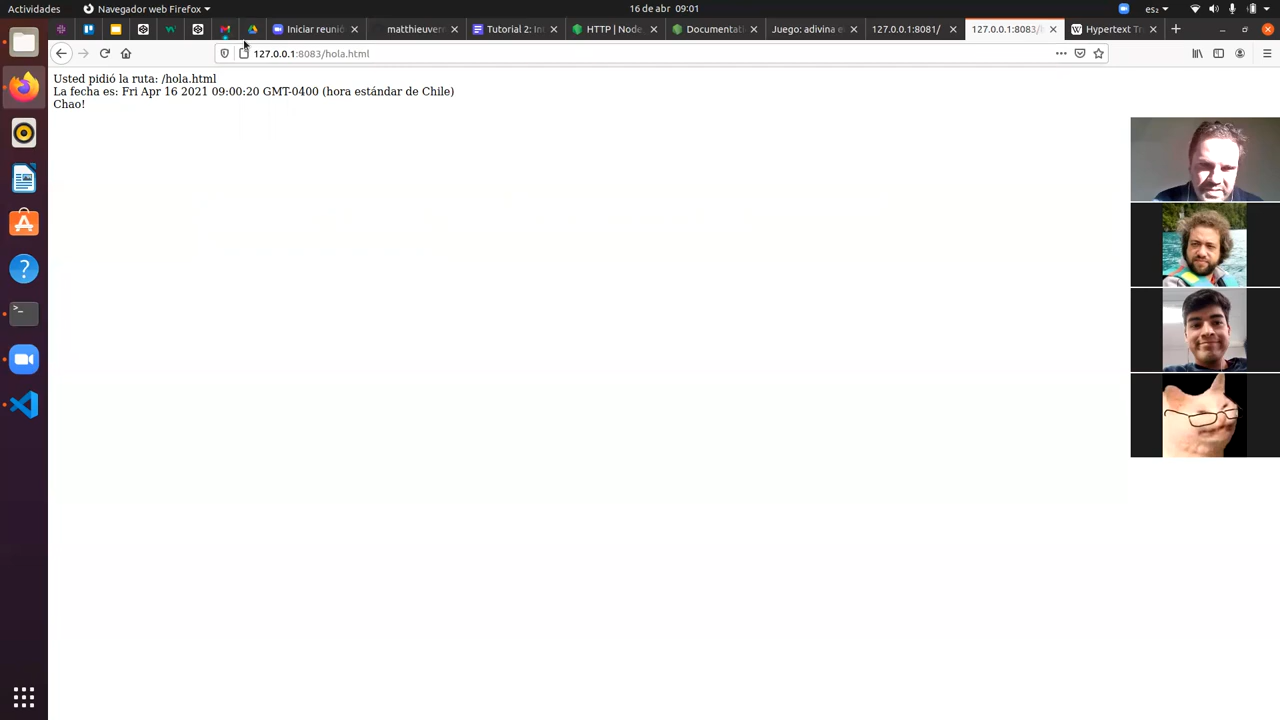 Actividades
Navegador web Firefox
16 de abr 09:01
es₂
Iniciar reunió
matthieuver
Tutorial 2: In
HTTP | Node.
Documentati
Juego: adivina e
127.0.0.1:8081/
127.0.0.1:8083/
Hypertext Tr
127.0.0.1:8083/hola.html
Usted pidió la ruta: /hola.html
La fecha es: Fri Apr 16 2021 09:00:20 GMT-0400 (hora estándar de Chile)
Chao!